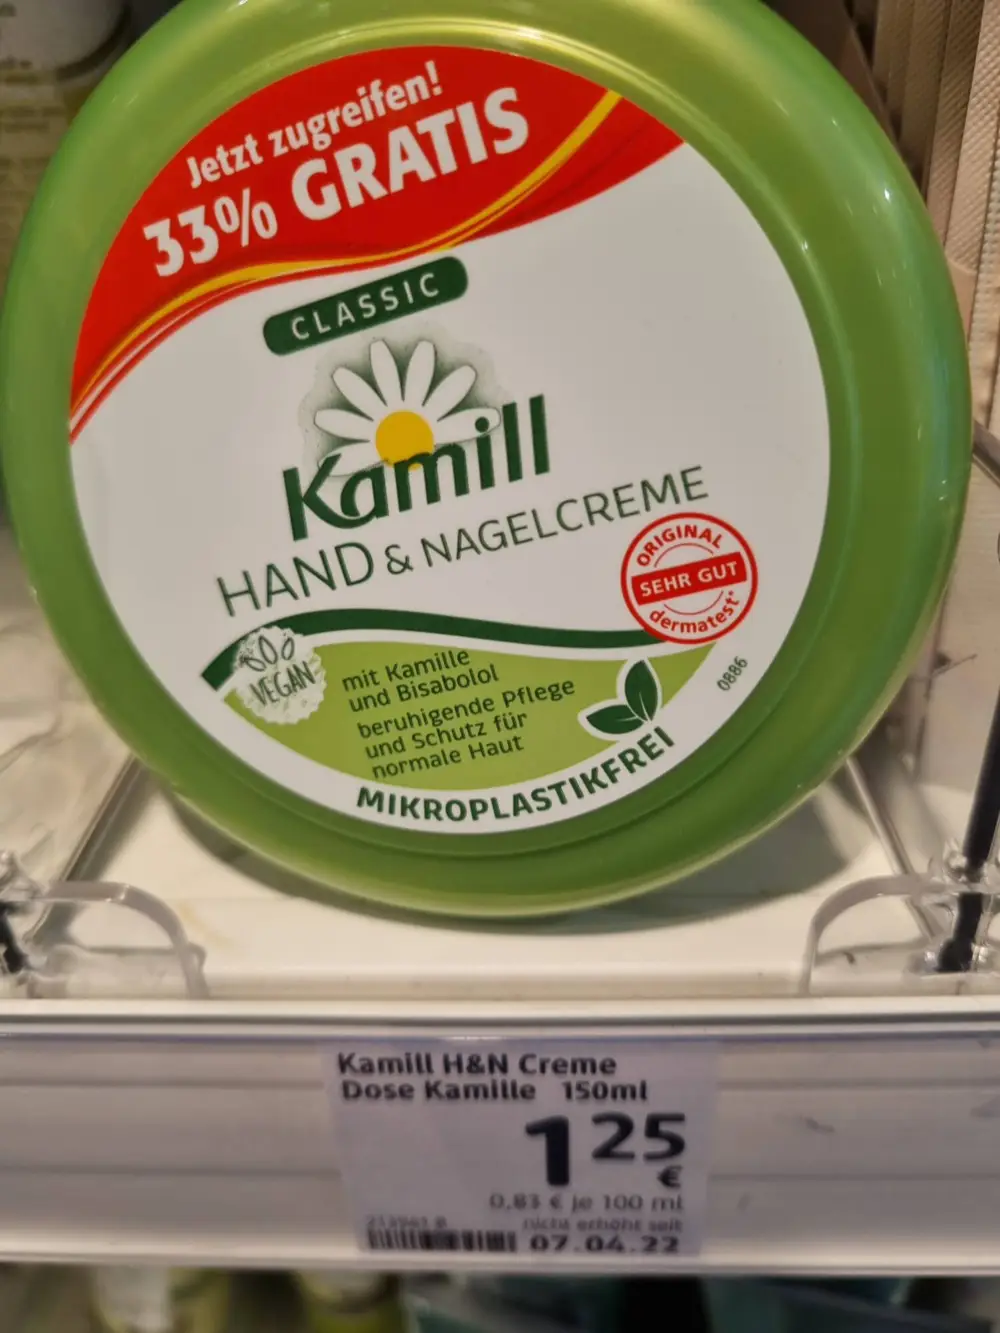 Jetzt zugreifen!
33% GRATIS
CLASSIC
Kamill
HAND & NAGELCREME
ORIGINAL
SEHR GUT
dermatest*
VEGAN
mit Kamille
und Bisabolol
beruhigende Pflege
und Schutz für
normale Haut
0886
MIKROPLASTIKFREI
Kamill H&N Creme
Dose Kamille 150ml
1 25
€
0,83 € je 100 ml
nicht erhöht seit
07.04.22